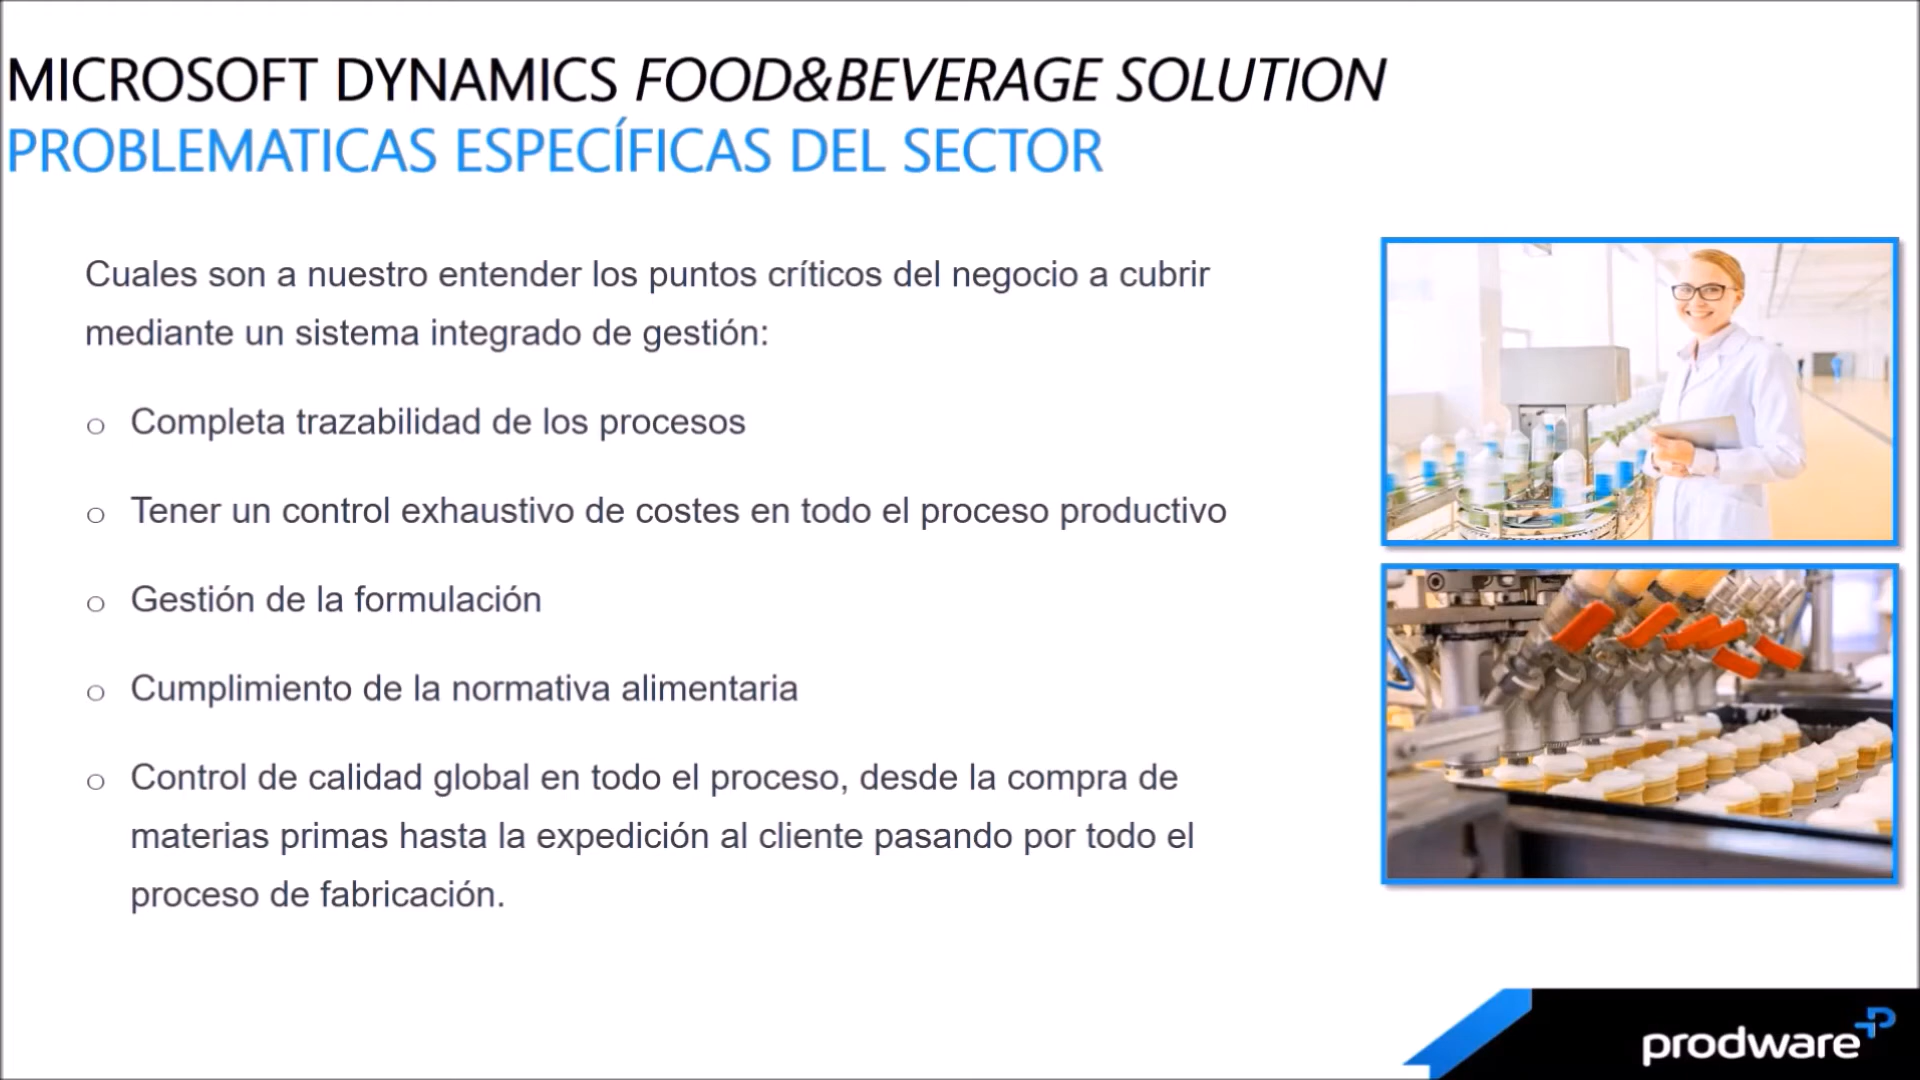 MICROSOFT DYNAMICS FOOD&BEVERAGE SOLUTION
PROBLEMATICAS ESPECÍFICAS DEL SECTOR
Cuales son a nuestro entender los puntos críticos del negocio a cubrir
mediante un sistema integrado de gestión:
o Completa trazabilidad de los procesos
o Tener un control exhaustivo de costes en todo el proceso productivo
o Gestión de la formulación
o Cumplimiento de la normativa alimentaria
o Control de calidad global en todo el proceso, desde la compra de
materias primas hasta la expedición al cliente pasando por todo el
proceso de fabricación.
prodware